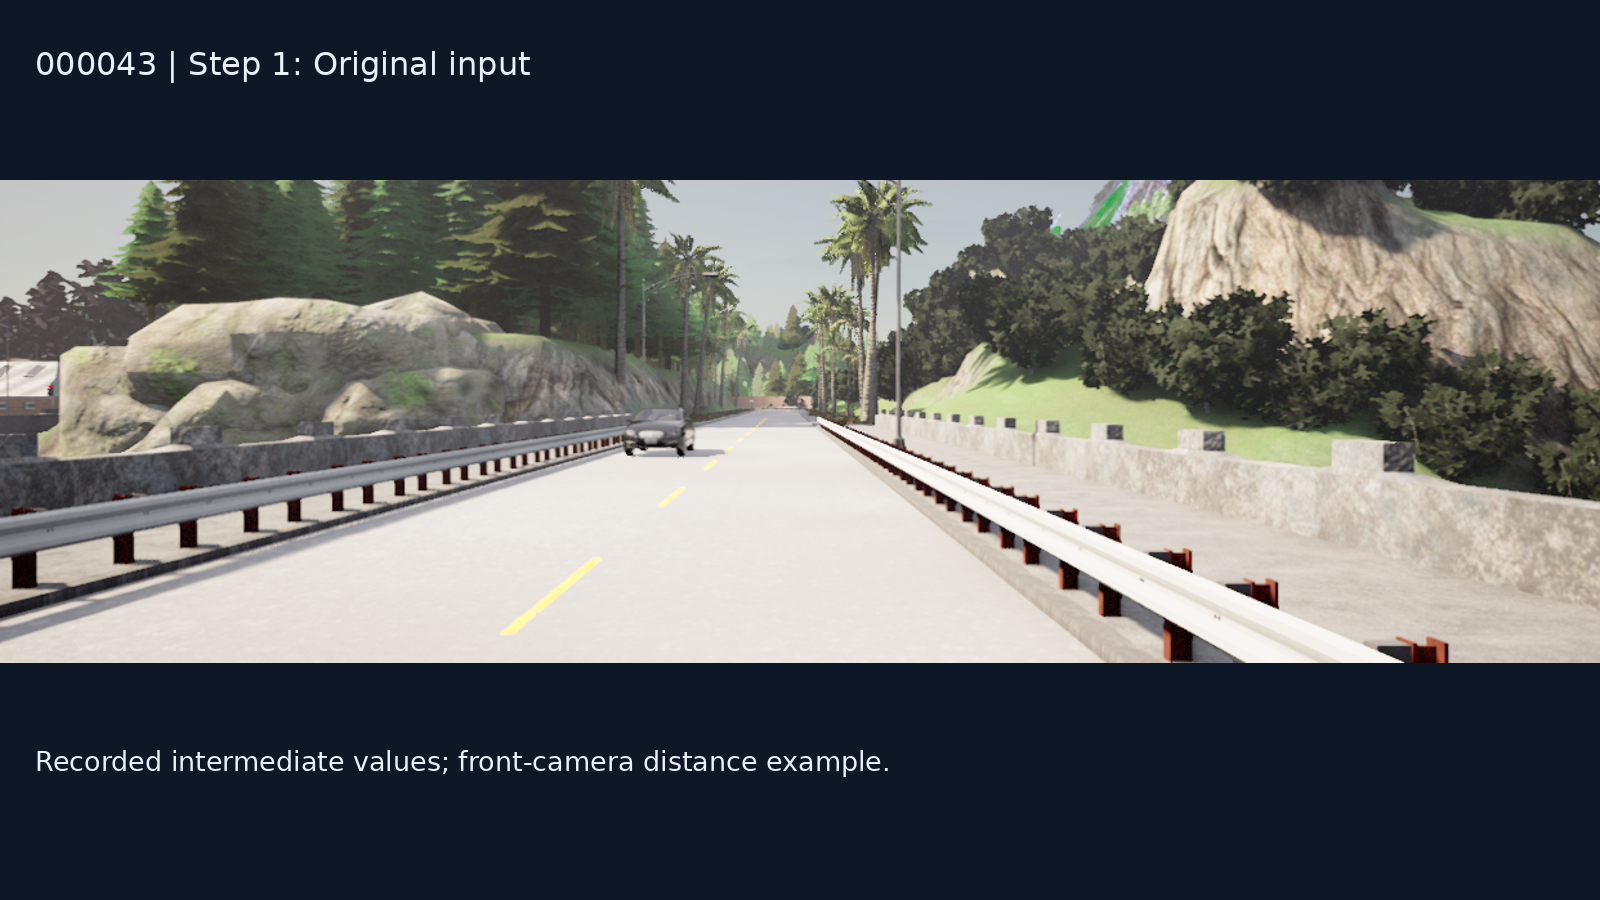 000043 | Step 1: Original input
Recorded intermediate values; front-camera distance example.